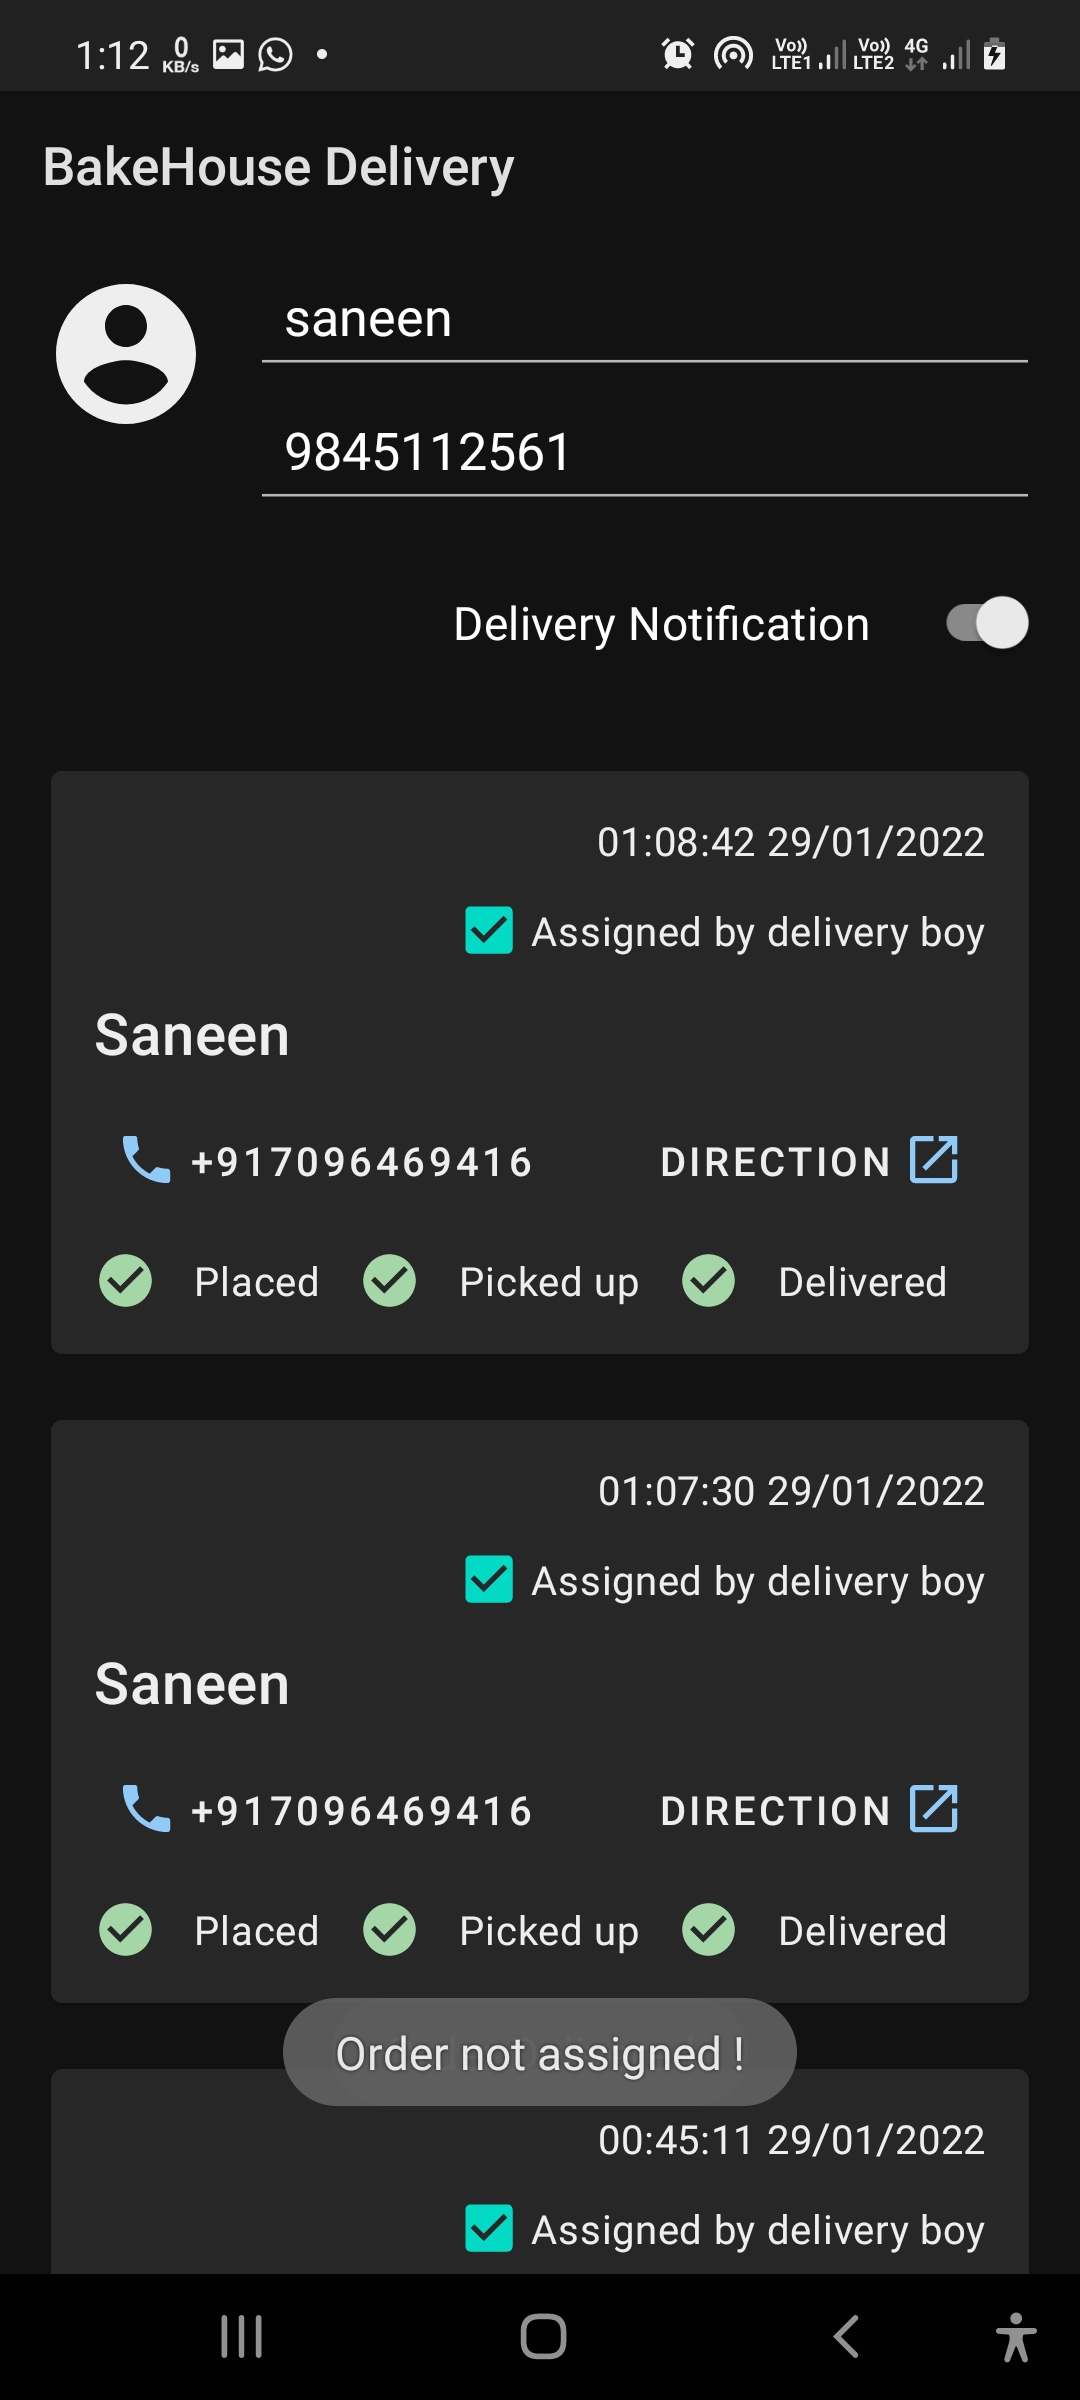 1:12 0 KB/s Vo)) LTE1 Vo)) LTE2 4G
BakeHouse Delivery
saneen
9845112561
Delivery Notification
01:08:42 29/01/2022
Assigned by delivery boy
Saneen
+917096469416 DIRECTION
Placed Picked up Delivered
01:07:30 29/01/2022
Assigned by delivery boy
Saneen
+917096469416 DIRECTION
Placed Picked up Delivered
Order not assigned !
00:45:11 29/01/2022
Assigned by delivery boy